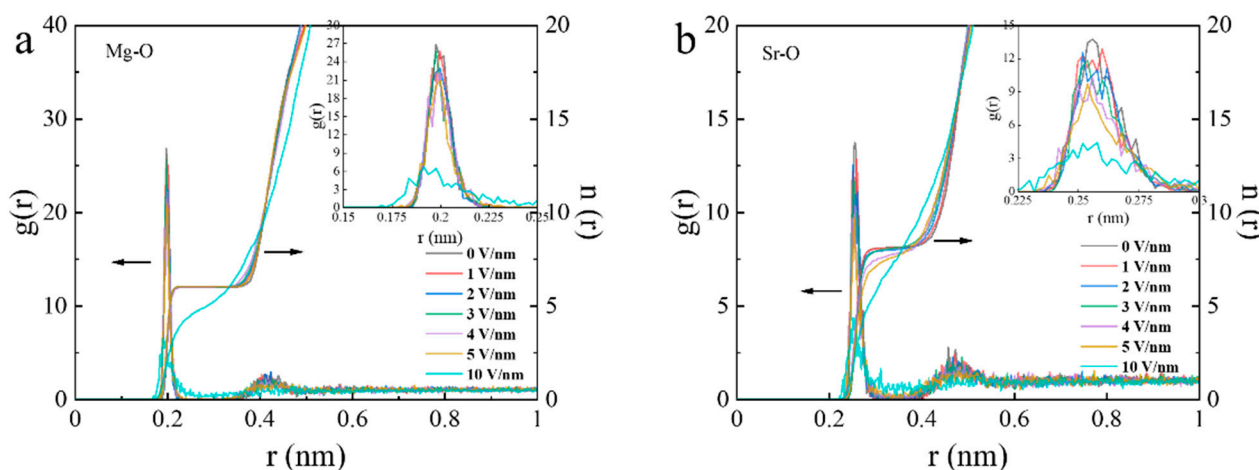 a
Mg-O
g(r)
40
30
20
10
0
0
0.2
0.4
0.6
0.8
1
r (nm)
20
15
10
5
0
n (r)
g(r)
30
27
24
21
18
15
12
9
6
3
0
0.15
0.175
0.2
0.225
0.25
r (nm)
0 V/nm
1 V/nm
2 V/nm
3 V/nm
4 V/nm
5 V/nm
10 V/nm
b
Sr-O
g(r)
20
15
10
5
0
0
0.2
0.4
0.6
0.8
1
r (nm)
20
15
10
5
0
n (r)
g(r)
15
12
9
6
3
0
0.225
0.25
0.275
0.3
r (nm)
0 V/nm
1 V/nm
2 V/nm
3 V/nm
4 V/nm
5 V/nm
10 V/nm